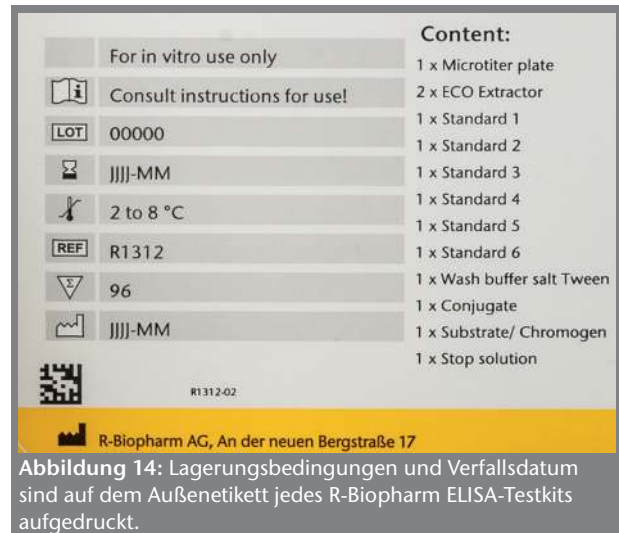 For in vitro use only
Consult instructions for use!
LOT 00000
JJJJ-MM
2 to 8 °C
REF R1312
Σ 96
JJJJ-MM
R1312-02
Content:
1 x Microtiter plate
2 x ECO Extractor
1 x Standard 1
1 x Standard 2
1 x Standard 3
1 x Standard 4
1 x Standard 5
1 x Standard 6
1 x Wash buffer salt Tween
1 x Conjugate
1 x Substrate/ Chromogen
1 x Stop solution
R-Biopharm AG, An der neuen Bergstraße 17
Abbildung 14: Lagerungsbedingungen und Verfallsdatum
sind auf dem Außenetikett jedes R-Biopharm ELISA-Testkits
aufgedruckt.